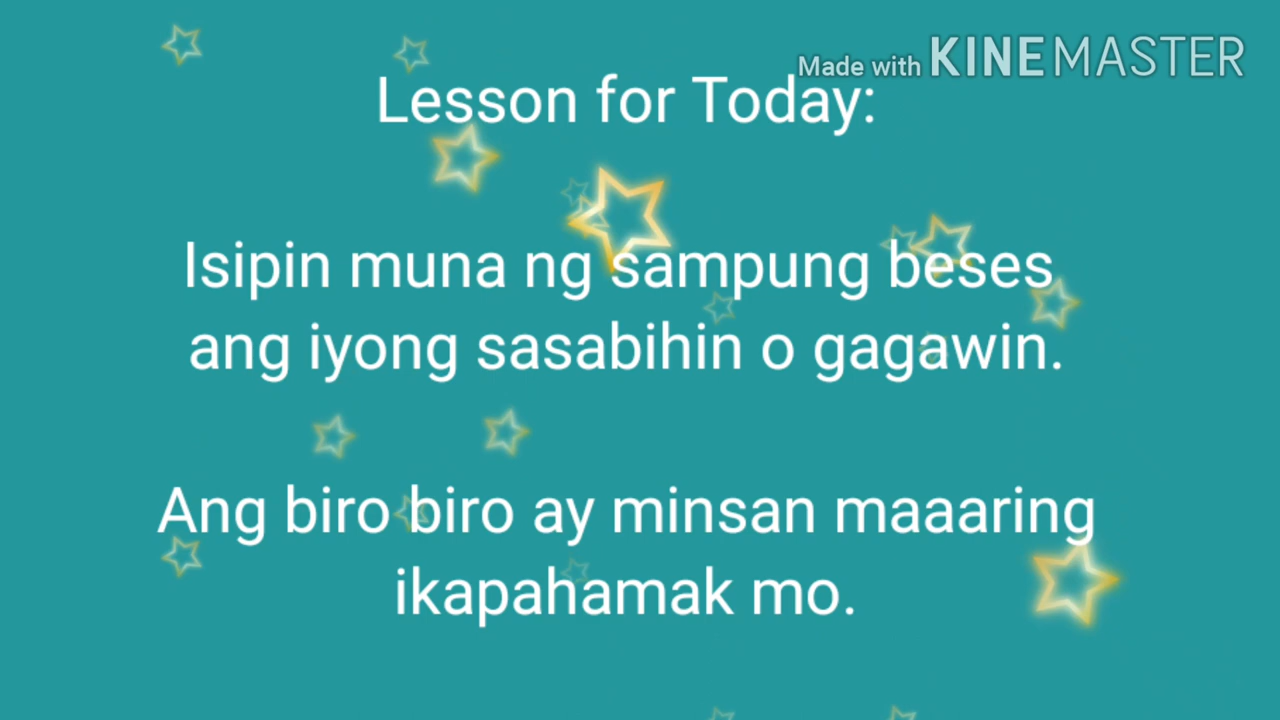 Made with KINEMASTER
Lesson for Today:
Isipin muna ng sampung beses
ang iyong sasabihin o gagawin.
Ang biro biro ay minsan maaaring
ikapahamak mo.